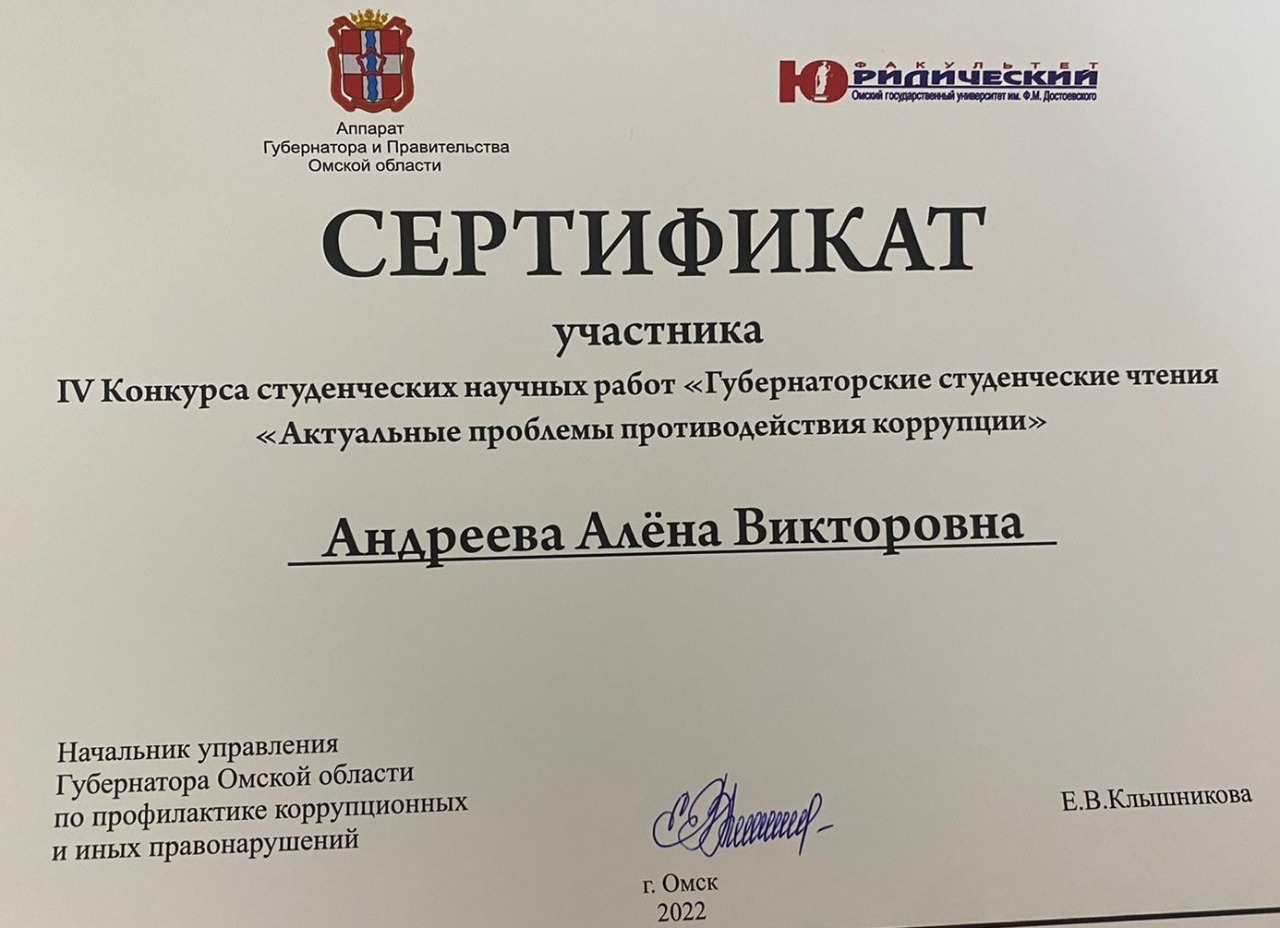 Аппарат
Губернатора и Правительства
Омской области
ФАКУЛЬТЕТ
ЮРИДИЧЕСКИЙ
Омский государственный университет им. Ф.М. Достоевского
СЕРТИФИКАТ
участника
IV Конкурса студенческих научных работ «Губернаторские студенческие чтения
«Актуальные проблемы противодействия коррупции»
Андреева Алёна Викторовна
Начальник управления
Губернатора Омской области
по профилактике коррупционных
и иных правонарушений
Е.В.Клышникова
г. Омск
2022